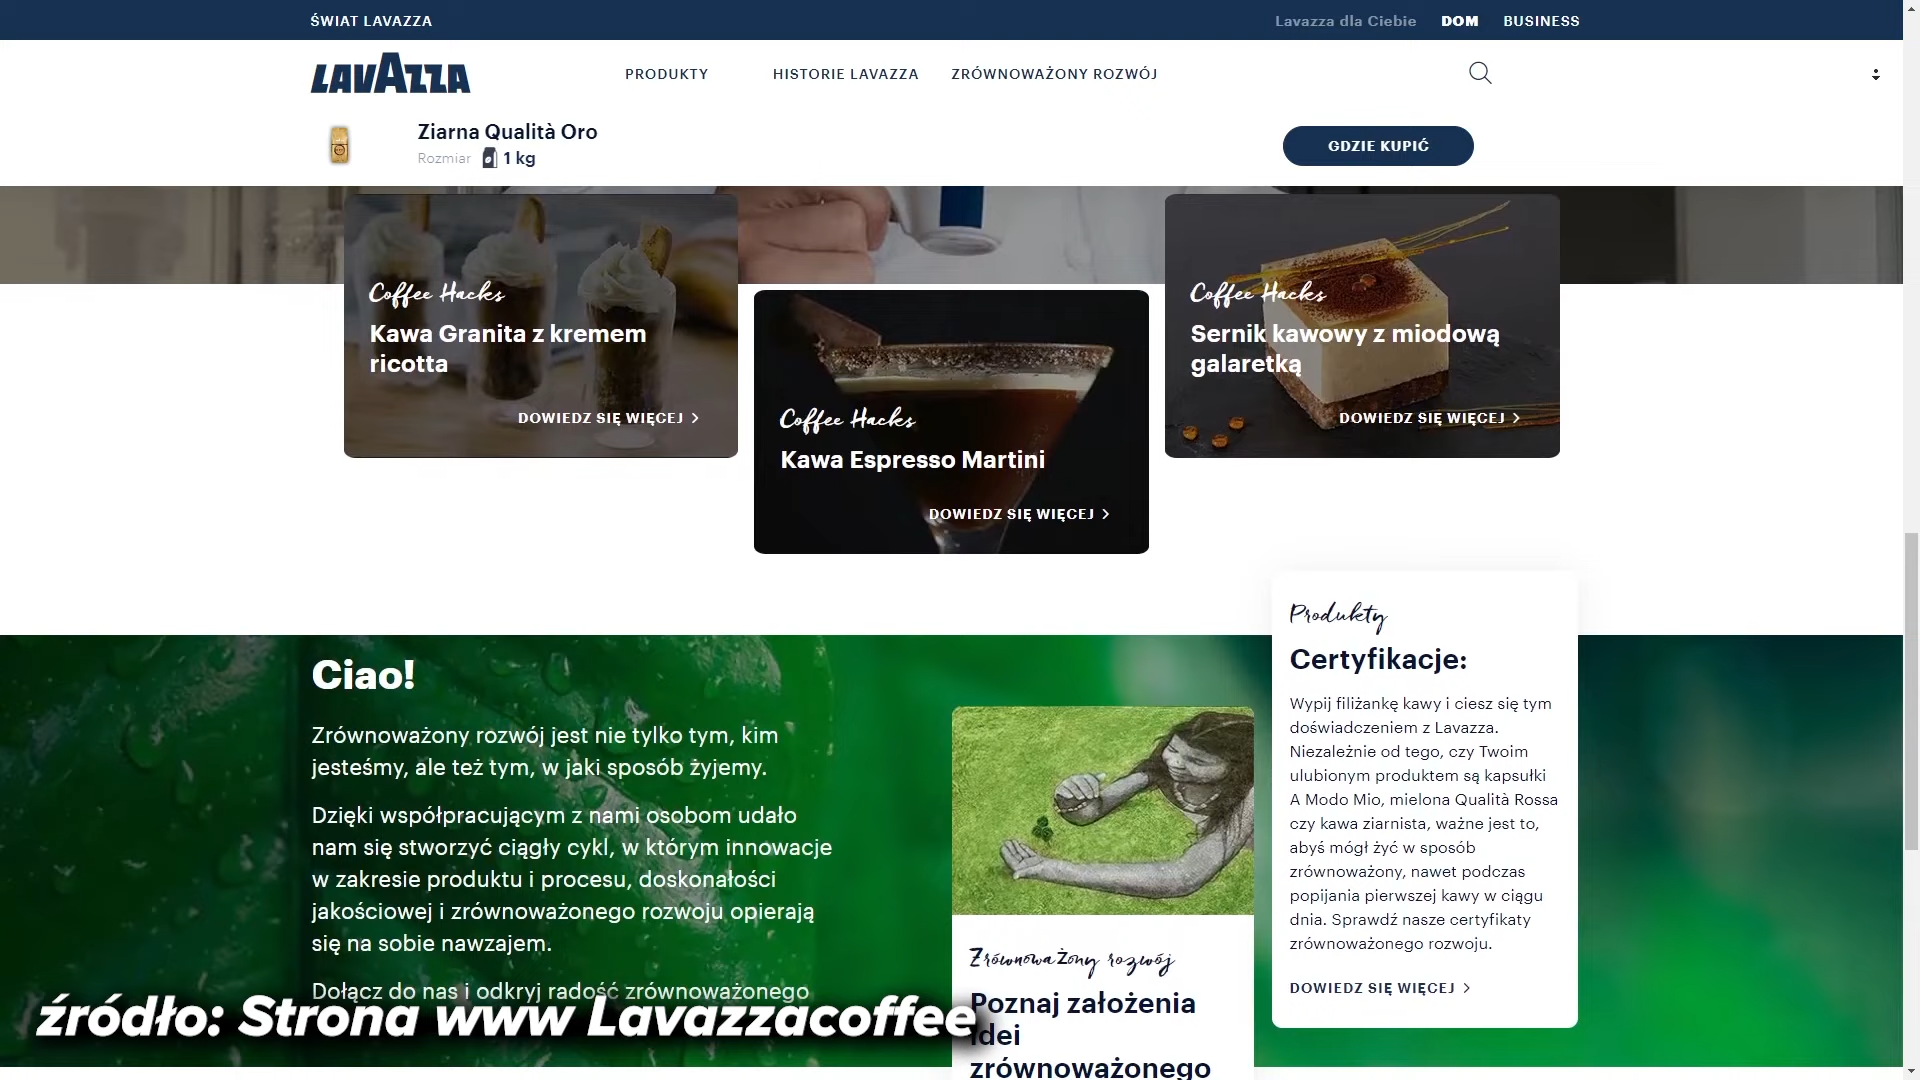 ŚWIAT LAVAZZA
Lavazza dla Ciebie DOM BUSINESS
LAVAZZA
PRODUKTY HISTORIE LAVAZZA ZRÓWNOWAŻONY ROZWÓJ
Ziarna Qualità Oro
Rozmiar 1 kg
GDZIE KUPIĆ
Coffee Hacks
Kawa Granita z kremem
ricotta
DOWIEDZ SIĘ WIĘCEJ
Coffee Hacks
Kawa Espresso Martini
DOWIEDZ SIĘ WIĘCEJ
Coffee Hacks
Sernik kawowy z miodową
galaretką
DOWIEDZ SIĘ WIĘCEJ
Ciao!
Zrównoważony rozwój jest nie tylko tym, kim
jesteśmy, ale też tym, w jaki sposób żyjemy.
Dzięki współpracującym z nami osobom udało
nam się stworzyć ciągły cykl, w którym innowacje
w zakresie produktu i procesu, doskonałości
jakościowej i zrównoważonego rozwoju opierają
się na sobie nawzajem.
Dołącz do nas i odkryj radość zrównoważonego
źródło: Strona www Lavazzacoffee
Zrównoważony rozwój
Poznaj założenia
idei
zrównoważonego
Produkty
Certyfikacje:
Wypij filiżankę kawy i ciesz się tym
doświadczeniem z Lavazza.
Niezależnie od tego, czy Twoim
ulubionym produktem są kapsułki
A Modo Mio, mielona Qualità Rossa
czy kawa ziarnista, ważne jest to,
abyś mógł żyć w sposób
zrównoważony, nawet podczas
popijania pierwszej kawy w ciągu
dnia. Sprawdź nasze certyfikaty
zrównoważonego rozwoju.
DOWIEDZ SIĘ WIĘCEJ